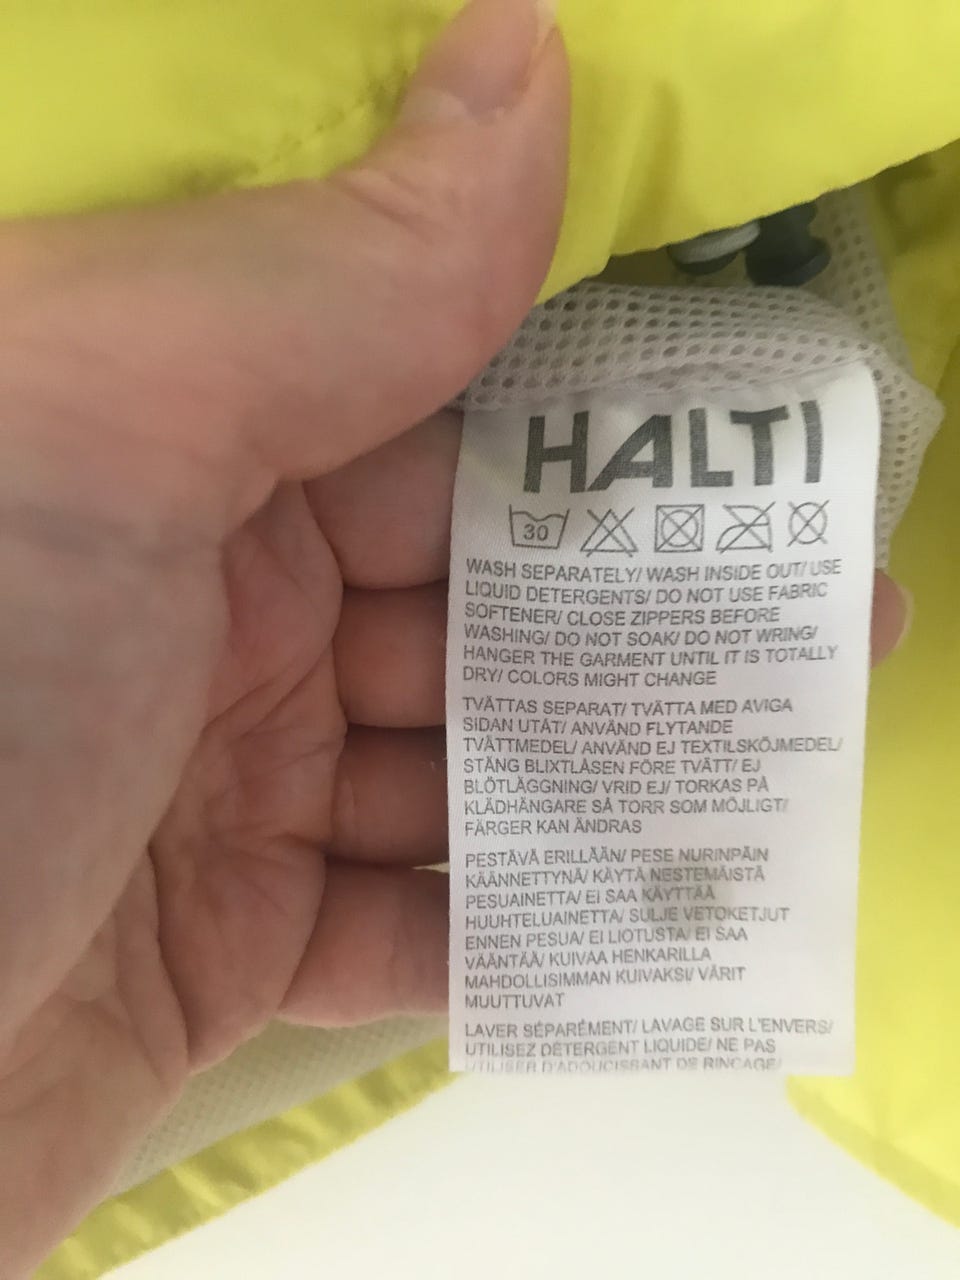 HALTI
30
WASH SEPARATELY/ WASH INSIDE OUT/ USE
LIQUID DETERGENTS/ DO NOT USE FABRIC
SOFTENER/ CLOSE ZIPPERS BEFORE
WASHING/ DO NOT SOAK/ DO NOT WRING/
HANGER THE GARMENT UNTIL IT IS TOTALLY
DRY/ COLORS MIGHT CHANGE
TVÄTTAS SEPARAT/ TVÄTTA MED AVIGA
SIDAN UTÅT/ ANVÄND FLYTANDE
TVÄTTMEDEL/ ANVÄND EJ TEXTILSKÖJMEDEL/
STÄNG BLIXTLÅSEN FÖRE TVÄTT/ EJ
BLÖTLÄGGNING/ VRID EJ/ TORKAS PÅ
KLÄDHÄNGARE SÅ TORR SOM MÖJLIGT/
FÄRGER KAN ÄNDRAS
PESTÄVÄ ERILLÄÄN/ PESE NURINPÄIN
KÄÄNNETTYNÄ/ KÄYTÄ NESTEMÄISTÄ
PESUAINETTA/ EI SAA KÄYTTÄÄ
HUUHTELUAINETTA/ SULJE VETOKETJUT
ENNEN PESUA/ EI LIOTUSTA/ EI SAA
VÄÄNTÄÄ/ KUIVAA HENKARILLA
MAHDOLLISIMMAN KUIVAKSI/ VÄRIT
MUUTTUVAT
LAVER SÉPARÉMENT/ LAVAGE SUR L'ENVERS/
UTILISEZ DÉTERGENT LIQUIDE/ NE PAS
UTILISER D'ADOUCISSANT DE RINCAGE/